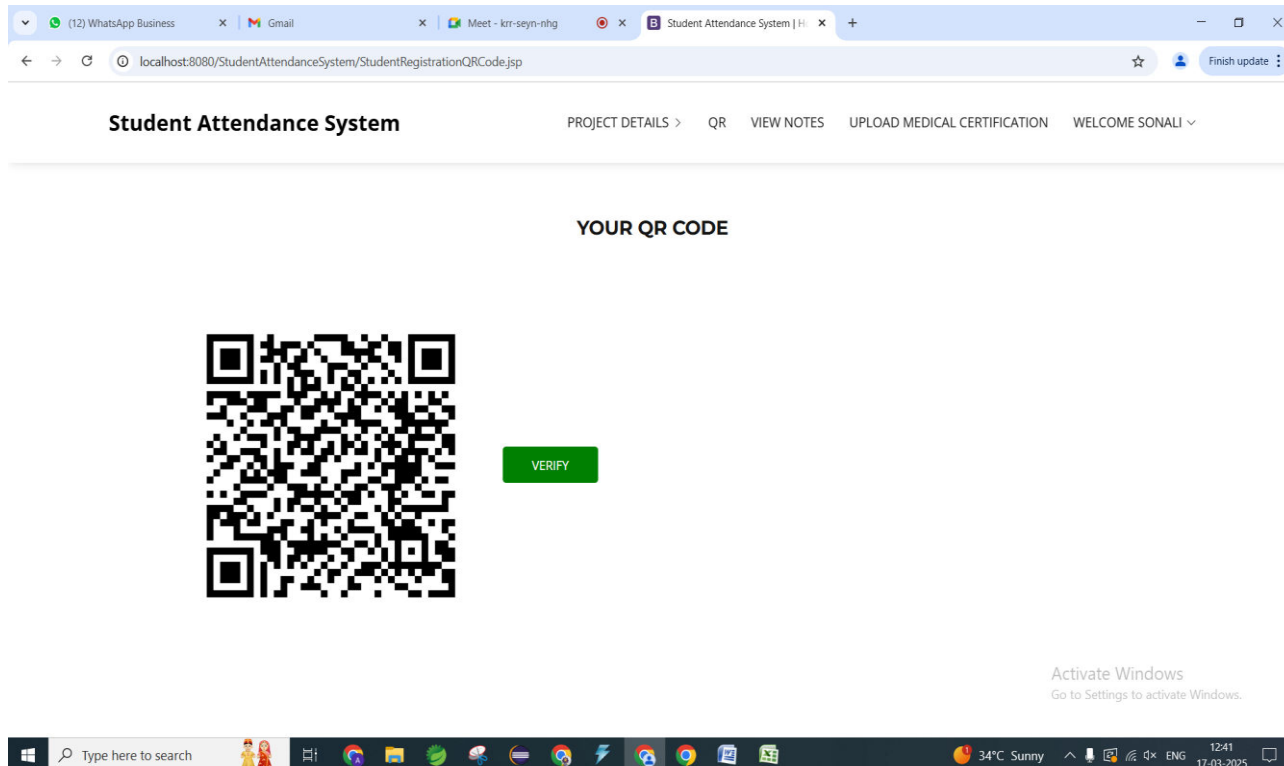 (12) WhatsApp Business
Gmail
Meet - krr-seyn-nhg
Student Attendance System | H
localhost:8080/StudentAttendanceSystem/StudentRegistrationQRCode.jsp
Finish update
Student Attendance System
PROJECT DETAILS
QR
VIEW NOTES
UPLOAD MEDICAL CERTIFICATION
WELCOME SONALI
YOUR QR CODE
VERIFY
Activate Windows
Go to Settings to activate Windows.
Type here to search
34°C Sunny
ENG
12:41
17-03-2025